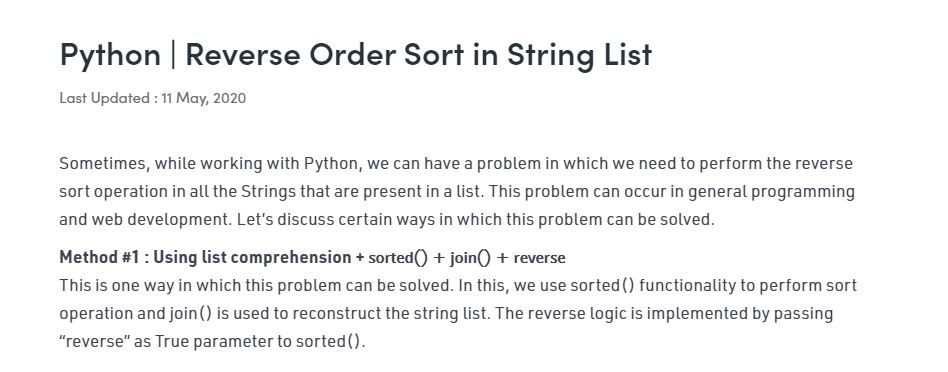 Python | Reverse Order Sort in String List
Last Updated : 11 May, 2020
Sometimes, while working with Python, we can have a problem in which we need to perform the reverse
sort operation in all the Strings that are present in a list. This problem can occur in general programming
and web development. Let’s discuss certain ways in which this problem can be solved.
Method #1 : Using list comprehension + sorted() + join() + reverse
This is one way in which this problem can be solved. In this, we use sorted() functionality to perform sort
operation and join() is used to reconstruct the string list. The reverse logic is implemented by passing
“reverse” as True parameter to sorted().